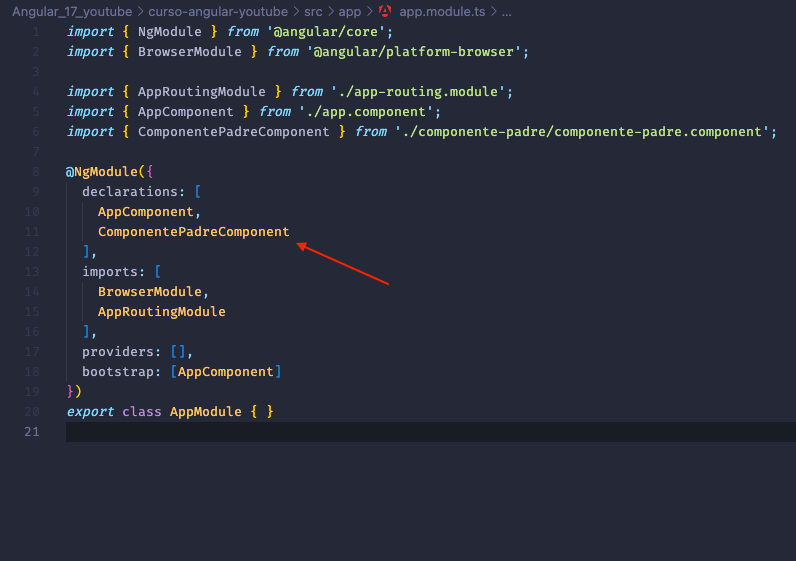 Angular_17_youtube > curso-angular-youtube > src > app > app.module.ts > ...
1 import { NgModule } from '@angular/core';
2 import { BrowserModule } from '@angular/platform-browser';
3
4 import { AppRoutingModule } from './app-routing.module';
5 import { AppComponent } from './app.component';
6 import { ComponentePadreComponent } from './componente-padre/componente-padre.component';
7
8 @NgModule({
9   declarations: [
10     AppComponent,
11     ComponentePadreComponent
12   ],
13   imports: [
14     BrowserModule,
15     AppRoutingModule
16   ],
17   providers: [],
18   bootstrap: [AppComponent]
19 })
20 export class AppModule { }
21